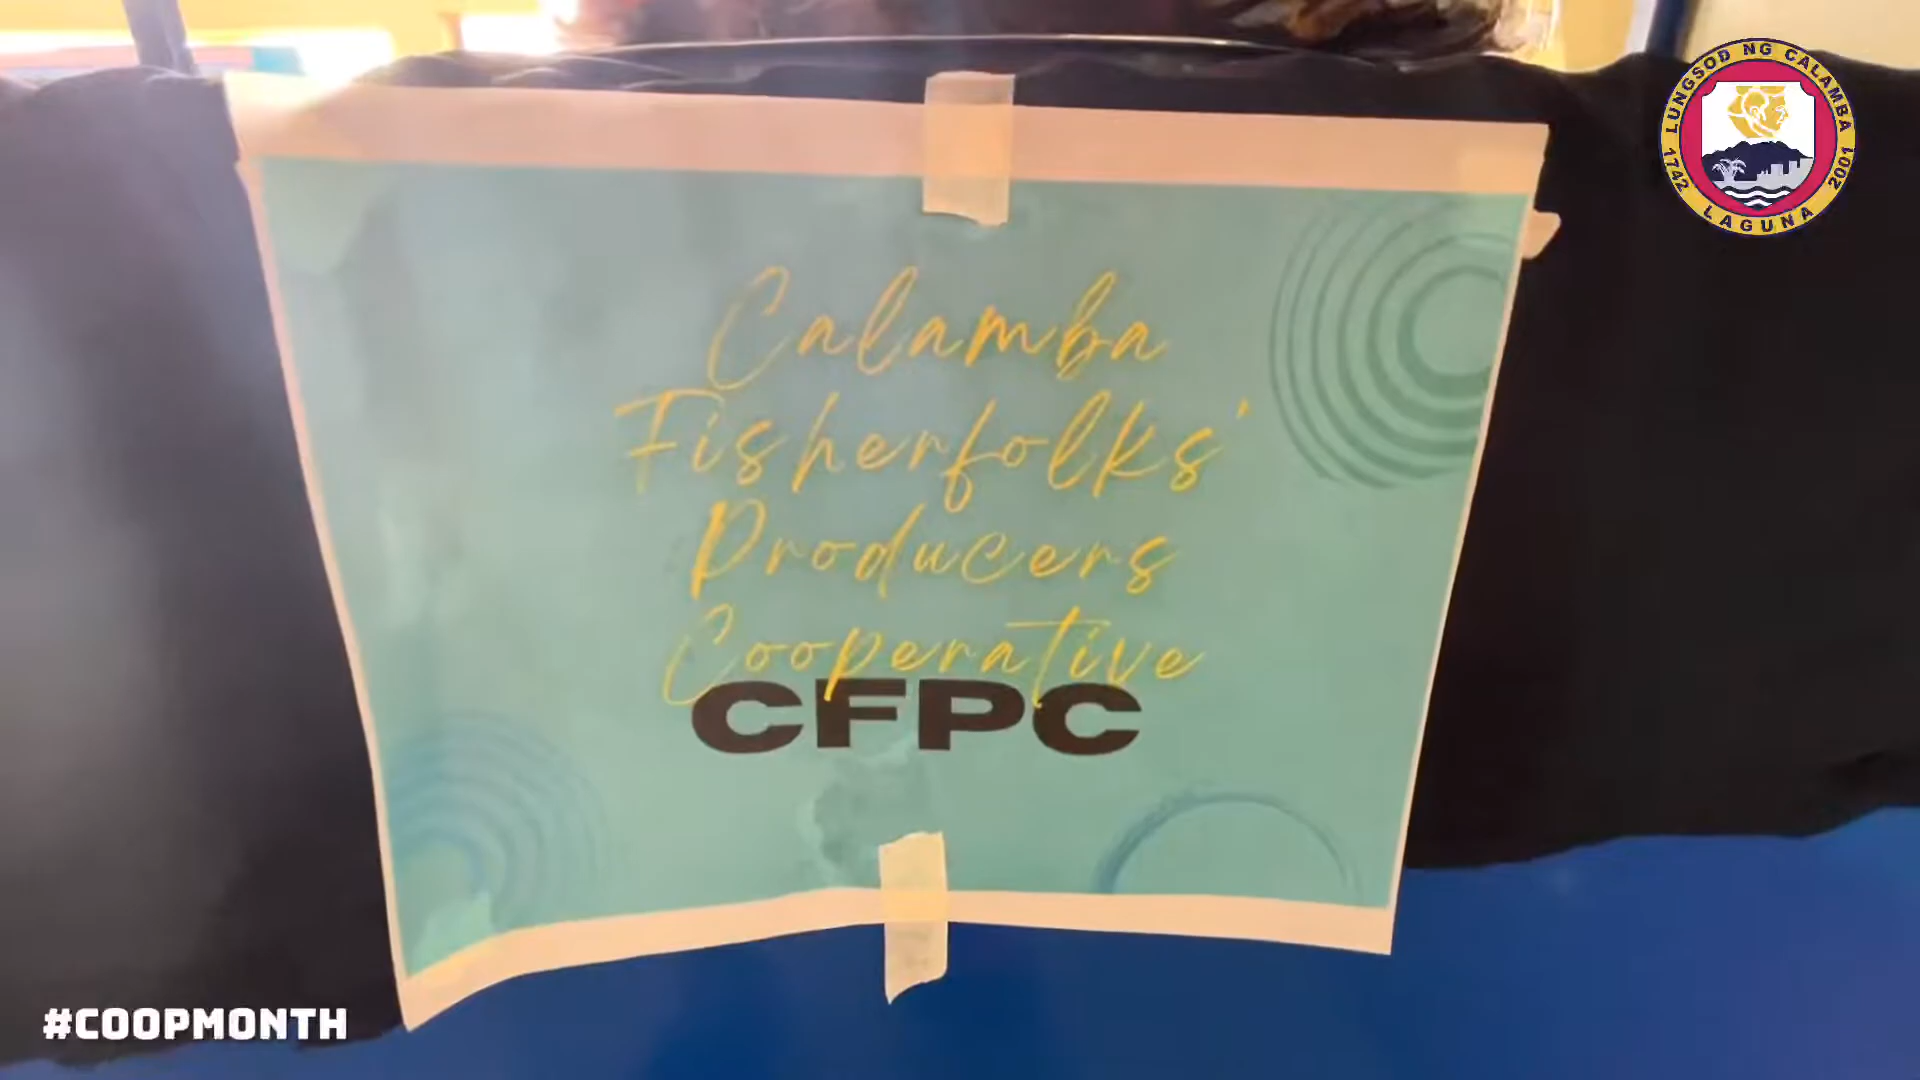 LUNGSOD NG CALAMBA
1742
2001
LAGUNA
Calamba
Fisherfolks'
Producers
Cooperative
CFPC
#COOPMONTH